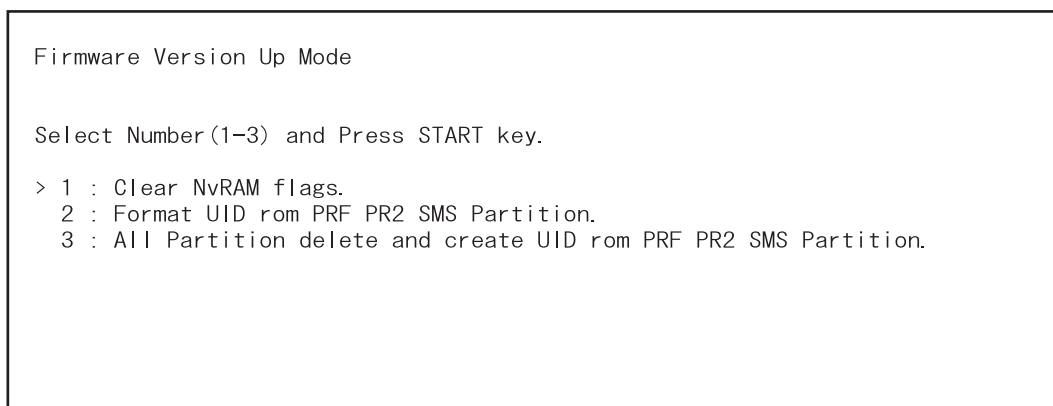 Firmware Version Up Mode
Select Number(1-3) and Press START key.
> 1 : Clear NvRAM flags.
2 : Format UID rom PRF PR2 SMS Partition.
3 : All Partition delete and create UID rom PRF PR2 SMS Partition.